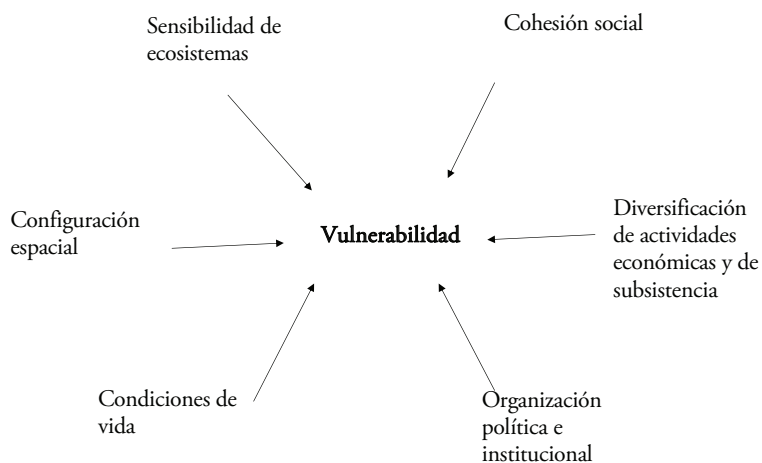 Sensibilidad de
ecosistemas
Cohesión social
Configuración
espacial
Vulnerabilidad
Diversificación
de actividades
económicas y de
subsistencia
Condiciones de
vida
Organización
política e
institucional